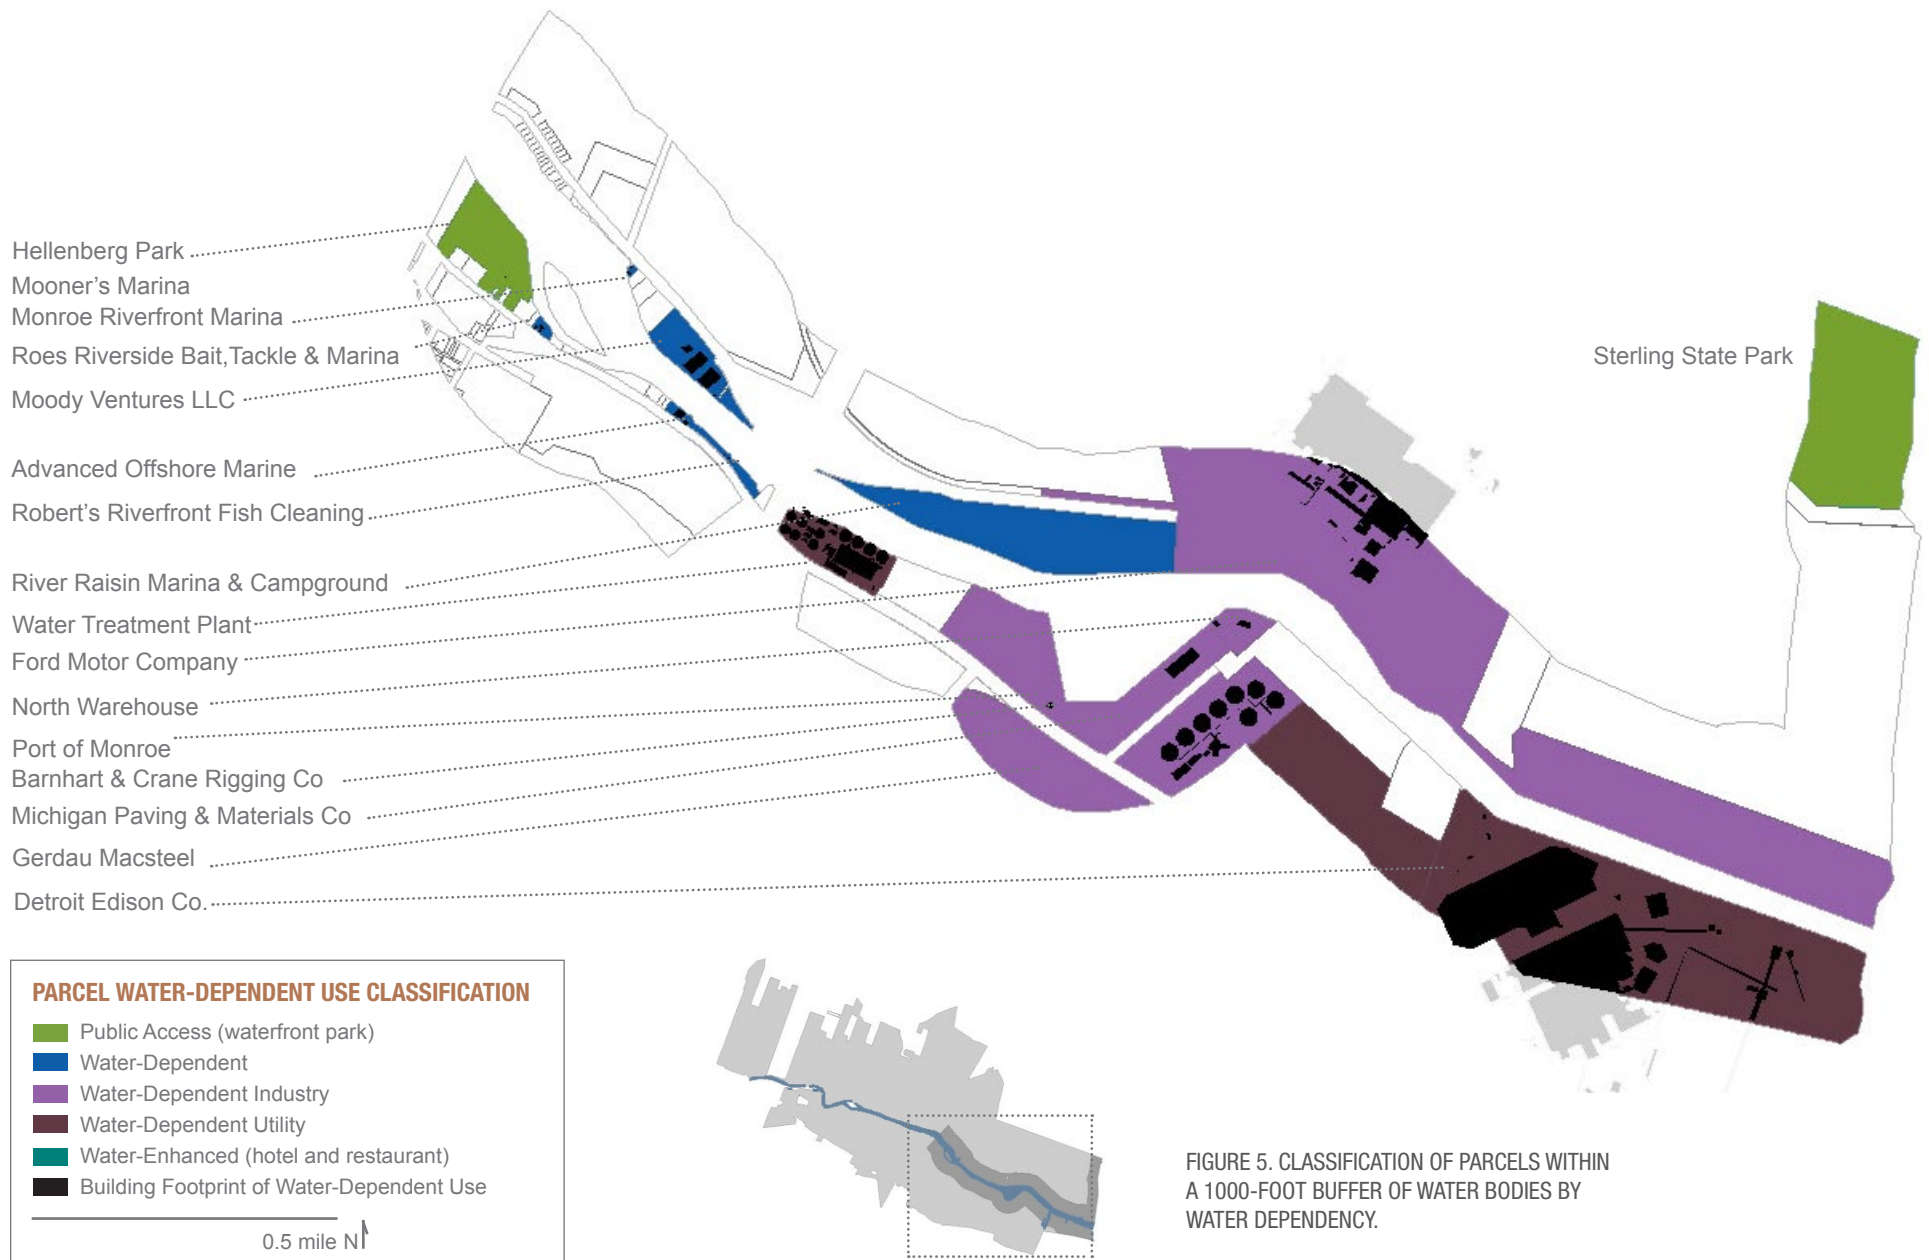 Hellenberg Park
Mooner's Marina
Monroe Riverfront Marina
Roes Riverside Bait,Tackle & Marina
Moody Ventures LLC
Advanced Offshore Marine
Robert's Riverfront Fish Cleaning
River Raisin Marina & Campground
Water Treatment Plant
Ford Motor Company
North Warehouse
Port of Monroe
Barnhart & Crane Rigging Co
Michigan Paving & Materials Co
Gerdau Macsteel
Detroit Edison Co.
Sterling State Park
PARCEL WATER-DEPENDENT USE CLASSIFICATION
Public Access (waterfront park)
Water-Dependent
Water-Dependent Industry
Water-Dependent Utility
Water-Enhanced (hotel and restaurant)
Building Footprint of Water-Dependent Use
0.5 mile N
FIGURE 5. CLASSIFICATION OF PARCELS WITHIN
A 1000-FOOT BUFFER OF WATER BODIES BY
WATER DEPENDENCY.